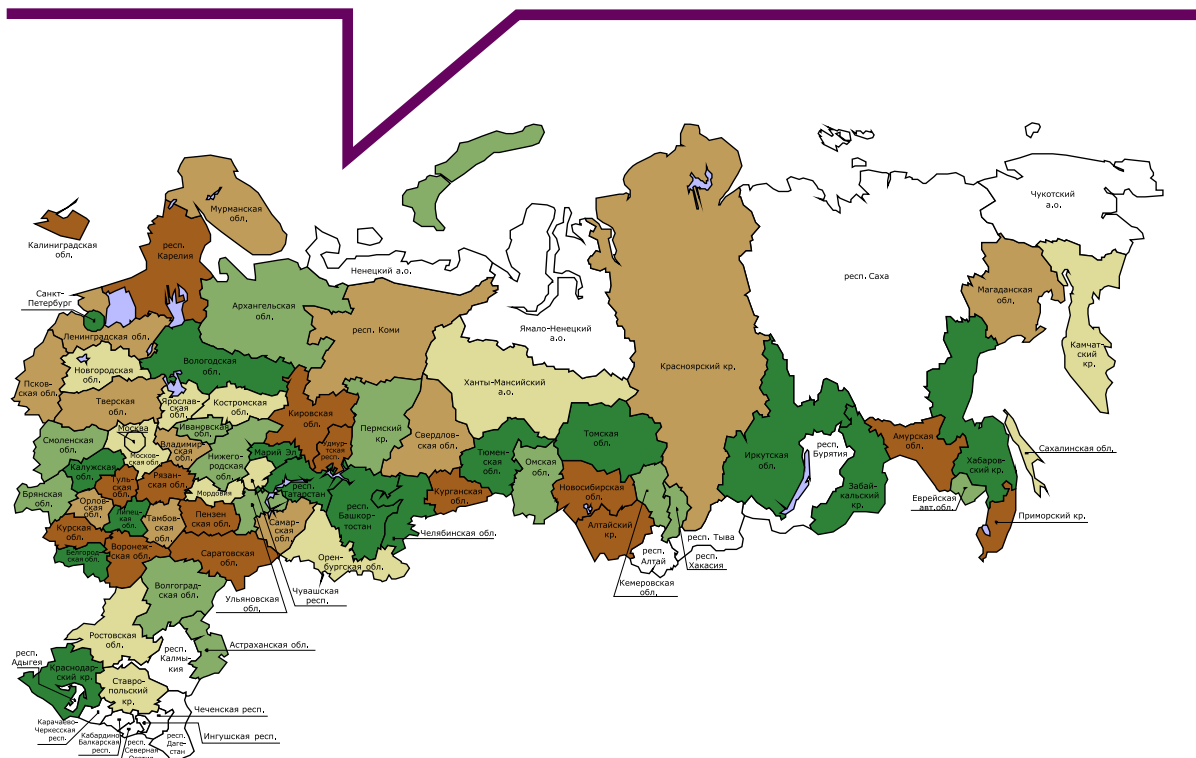 Чукотский
а.о.
Мурманская
обл.
Калининградская
обл.
респ.
Карелия
Ненецкий а.о.
респ. Саха
Магаданская
обл.
Санкт-
Петербург
Архангельская
обл.
респ. Коми
Ямало-Ненецкий
а.о.
Ленинградская обл.
Камчат-
ский
кр.
Новгородская
обл.
Вологодская
обл.
Красноярский кр.
Псков-
ская обл.
Ханты-Мансийский
а.о.
Тверская
обл.
Ярослав-
ская
обл.
Костромская
обл.
Кировская
обл.
Пермский
кр.
Свердлов-
ская обл.
Томская
обл.
Амурская
обл.
Москва
Ивановская
обл.
Смоленская
обл.
Московс-
ская обл.
Владимир-
ская
обл.
Нижего-
родская
обл.
Марий Эл
Удмур-
тская
респ.
Тюмен-
ская
обл.
Омская
обл.
Иркутская
обл.
респ.
Бурятия
Сахалинская обл.
Хабаров-
ский кр.
Калужская
обл.
Туль-
ская
обл.
Рязан-
ская обл.
Мордовия
респ.
Татарстан
Курганская
обл.
Новосибирская
обл.
Забай-
кальский
кр.
Еврейская
авт.обл.
Брянская
обл.
Орлов-
ская
обл.
Липец-
кая
обл.
Тамбов-
ская
обл.
Пензен
ская обл.
Самар-
ская
обл.
респ.
Башкор-
тостан
Челябинская обл.
Алтайский
кр.
Приморский кр.
Курская
обл.
Воронеж-
ская обл.
Белгород-
ская обл.
Саратовская
обл.
Орен-
бургская обл.
респ. Тыва
респ.
Алтай
респ.
Хакасия
Кемеровская
обл.
Волгоград-
ская обл.
Ульяновская
обл.
Чувашская
респ.
Ростовская
обл.
респ.
Калмы-
кия
Астраханская обл.
респ.
Адыгея
Краснодар-
ский кр.
Ставро-
польский
кр.
Чеченская респ.
Карачаево-
Черкесская
респ.
Кабардино
Балкарская
респ.
Ингушская респ.
респ.
Северная
респ.
Даге-
стан